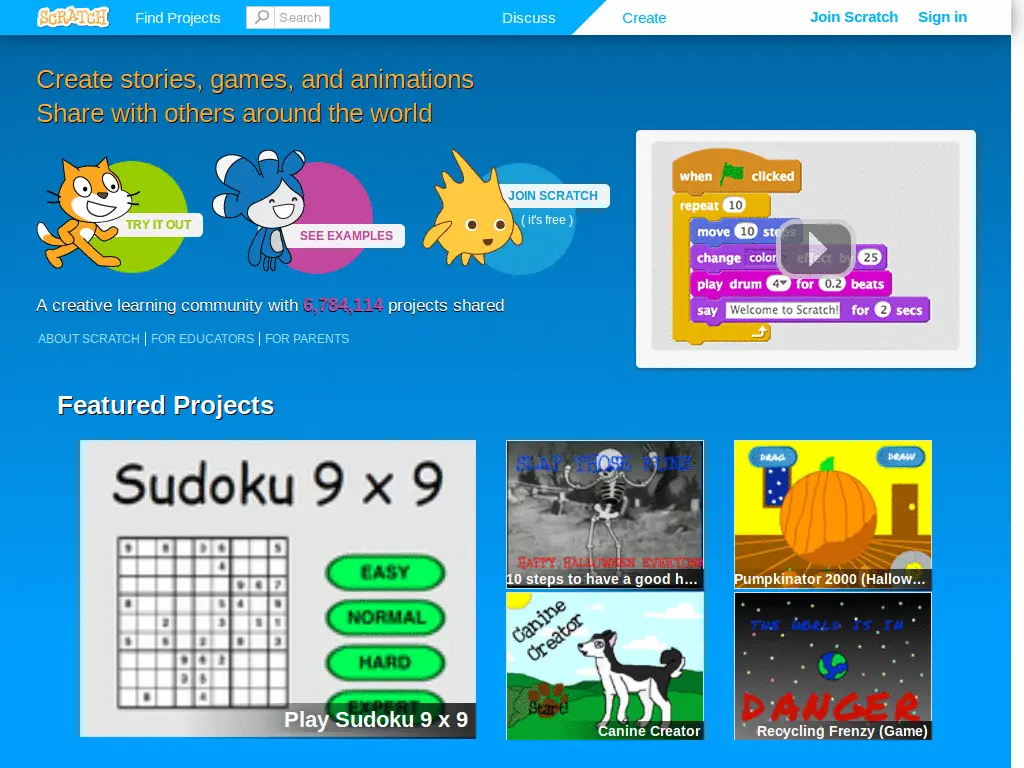 SCRATCH
Find Projects
Search
Discuss
Create
Join Scratch
Sign in
Create stories, games, and animations
Share with others around the world
TRY IT OUT
SEE EXAMPLES
JOIN SCRATCH
( it's free )
when clicked
repeat 10
move 10 steps
change color effect by 25
play drum 4 for 0.2 beats
say Welcome to Scratch! for 2 secs
A creative learning community with 6,784,114 projects shared
ABOUT SCRATCH | FOR EDUCATORS | FOR PARENTS
Featured Projects
Sudoku 9 x 9
EASY
NORMAL
HARD
EXPERT
Play Sudoku 9 x 9
SLAP THOSE
HAPPY HALLOWEEN EVERYONE
10 steps to have a good h...
DRAG
DRAW
Pumpkinator 2000 (Hallow...
Canine
Creator
Start!
Canine Creator
THE WORLD IS IN
DANGER
Recycling Frenzy (Game)